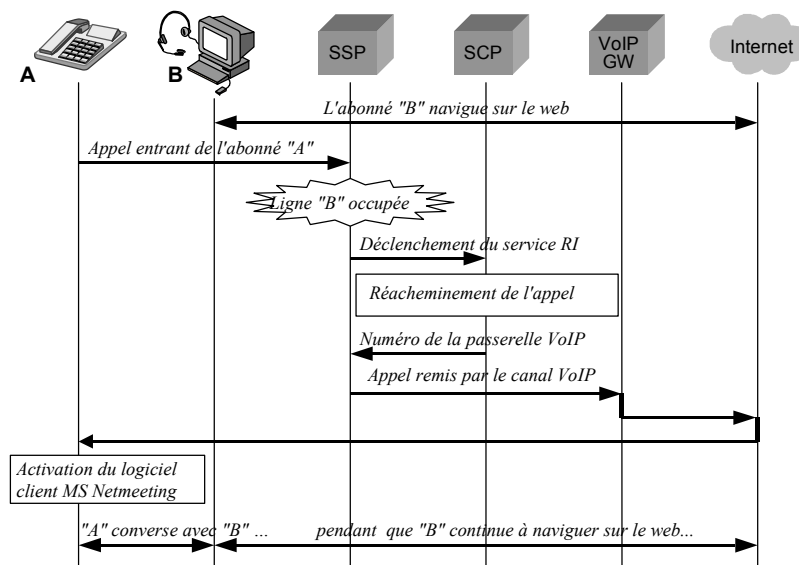 A
B
SSP
SCP
VoIP
GW
Internet
L'abonné "B" navigue sur le web
Appel entrant de l'abonné "A"
Ligne "B" occupée
Déclenchement du service RI
Réacheminement de l'appel
Numéro de la passerelle VoIP
Appel remis par le canal VoIP
Activation du logiciel
client MS Netmeeting
"A" converse avec "B" ...
pendant que "B" continue à naviguer sur le web...